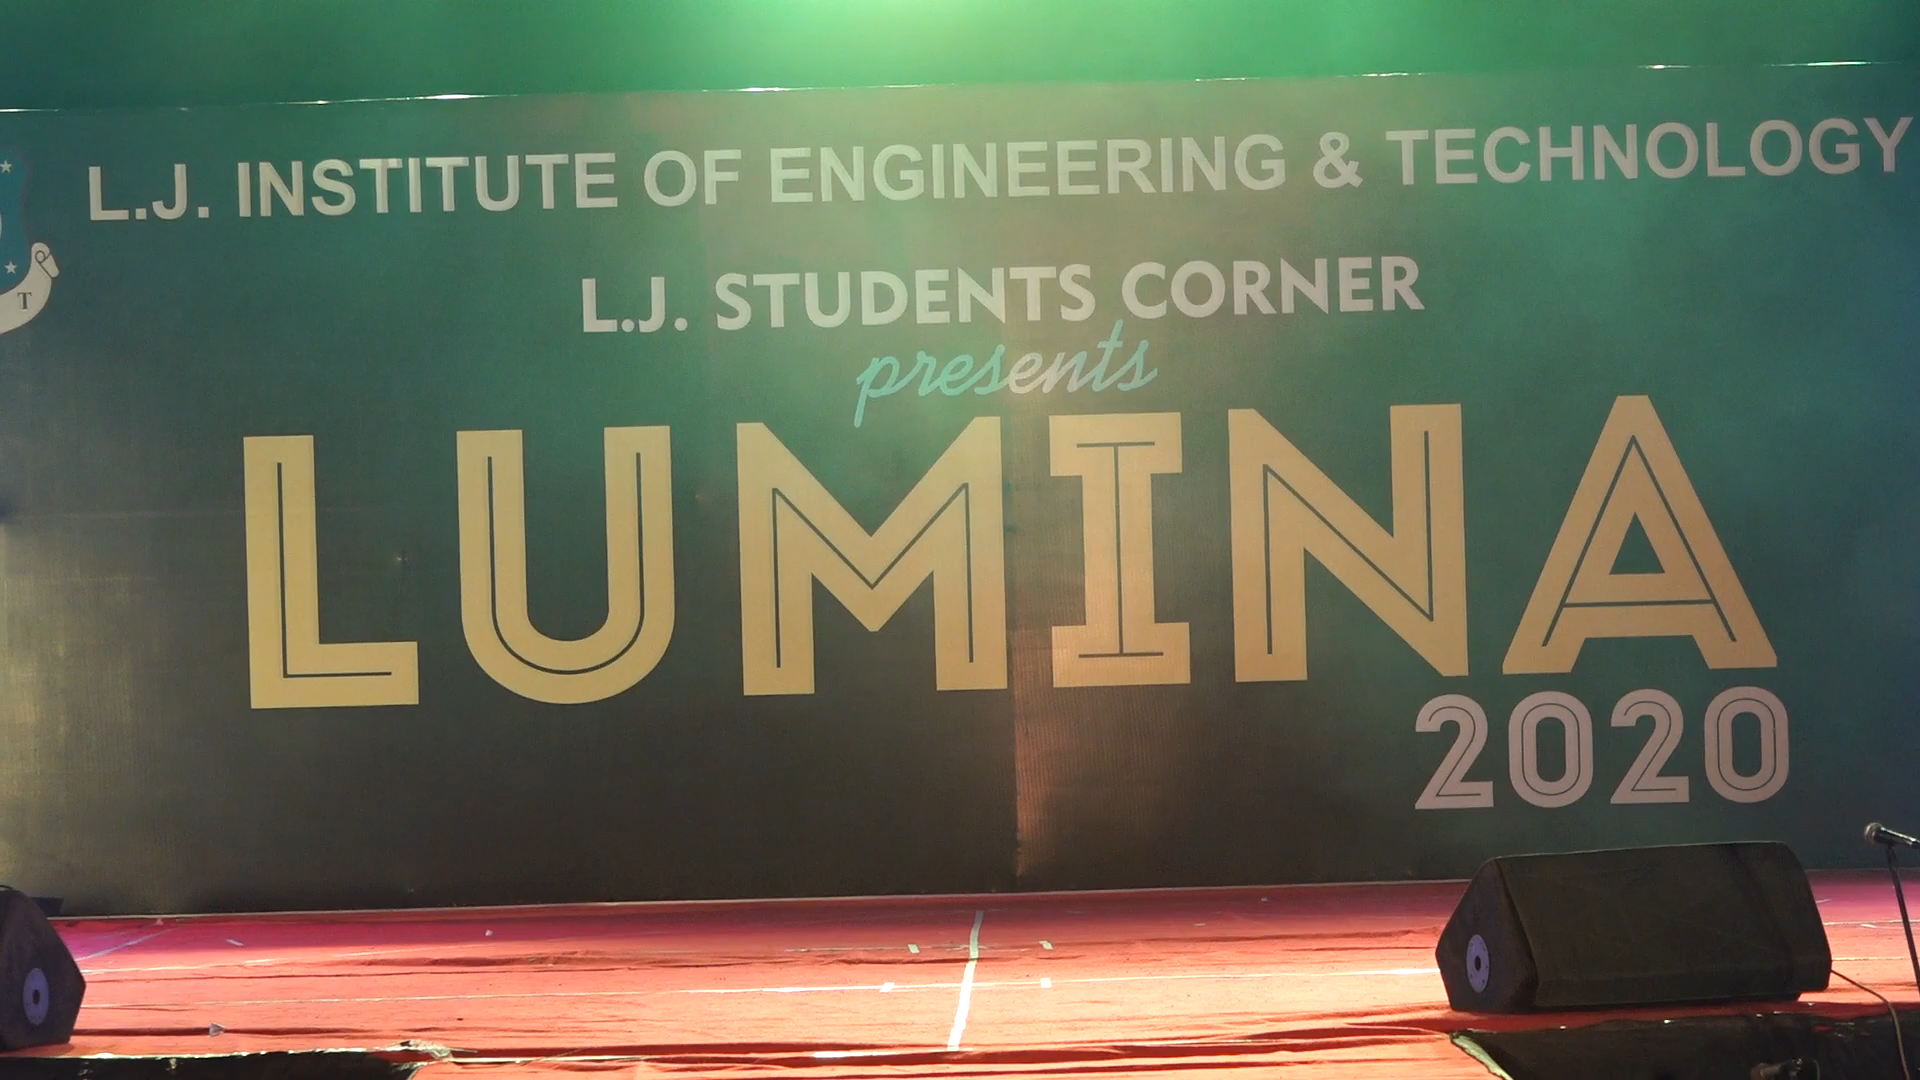 L.J. INSTITUTE OF ENGINEERING & TECHNOLOGY
T
L.J. STUDENTS CORNER
presents
LUMINA
2020